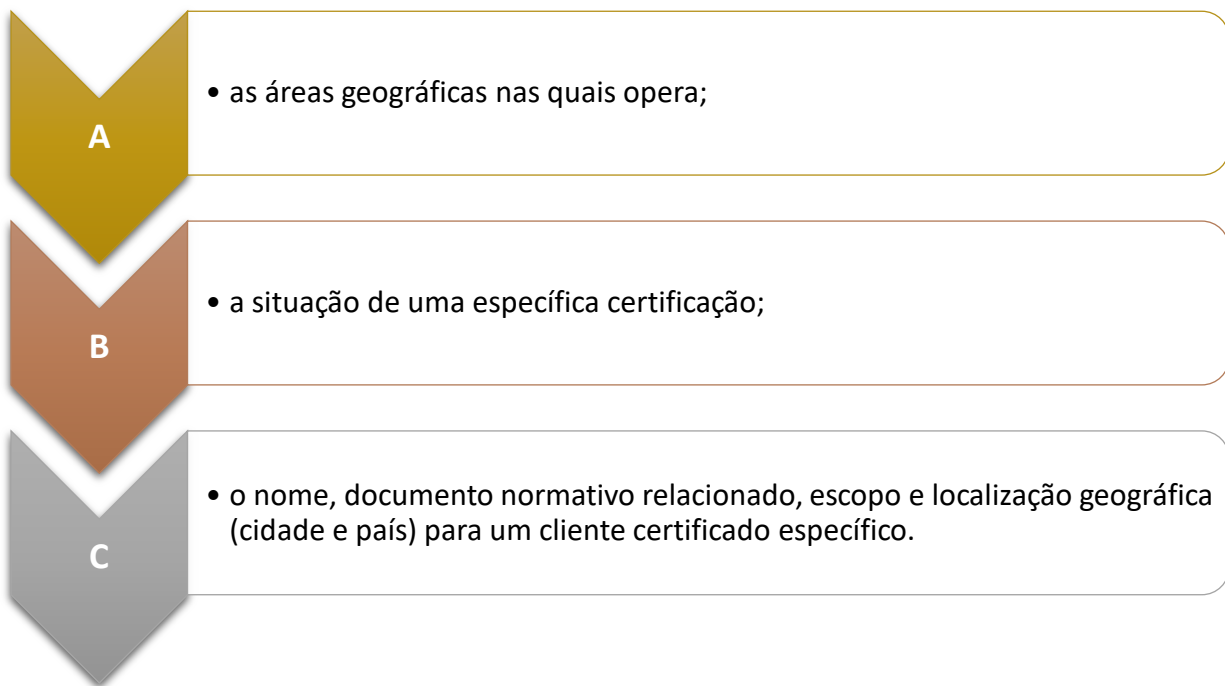 A
• as áreas geográficas nas quais opera;
B
• a situação de uma específica certificação;
C
• o nome, documento normativo relacionado, escopo e localização geográfica
(cidade e país) para um cliente certificado específico.